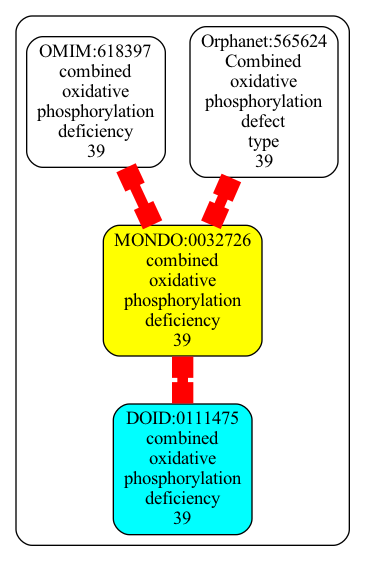 OMIM:618397
combined
oxidative
phosphorylation
deficiency
39
Orphanet:565624
Combined
oxidative
phosphorylation
defect
type
39
MONDO:0032726
combined
oxidative
phosphorylation
deficiency
39
DOID:0111475
combined
oxidative
phosphorylation
deficiency
39